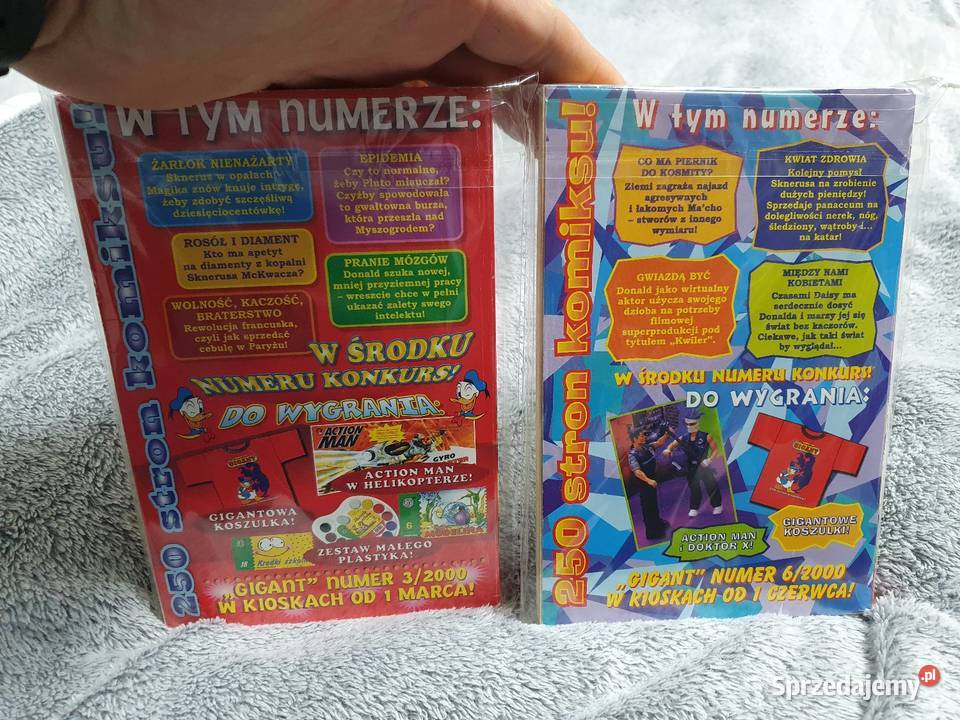 250 stron komiksu!
W TYM NUMERZE:
ŻARŁOK NIENAŻARTY
Sknerus w opałach -
Magika znów knuje intrygę,
żeby zdobyć szczęśliwą
dziesięciocentówkę!
EPIDEMIA
Czy to normalne,
żeby Pluto miauczał?
Czyżby spowodowała
to gwałtowna burza,
która przeszła nad
Myszogrodem?
ROSÓŁ I DIAMENT
Kto ma apetyt
na diamenty z kopalni
Sknerusa McKwacza?
PRANIE MÓZGÓW
Donald szuka nowej,
mniej przyziemnej pracy
- wreszcie chce w pełni
ukazać zalety swego
intelektu!
WOLNOŚĆ, KACZOŚĆ,
BRATERSTWO
Rewolucja francuska,
czyli jak sprzedać
cebulę w Paryżu!
W ŚRODKU
NUMERU KONKURS!
DO WYGRANIA:
GIGANT
ACTION
MAN
GYRO
ACTION MAN
W HELIKOPTERZE!
GIGANTOWA
KOSZULKA!
6
18
Kredki
ZESTAW MAŁEGO
PLASTYKA!
"GIGANT" NUMER 3/2000
W KIOSKACH OD 1 MARCA!
250 stron komiksu!
W tym numerze:
CO MA PIERNIK
DO KOSMITY?
Ziemi zagraża najazd
agresywnych
i łakomych Ma'cho
- stworów z innego
wymiaru!
KWIAT ZDROWIA
Kolejny pomysł
Sknerusa na zrobienie
dużych pieniędzy!
Sprzedaje panaceum na
dolegliwości nerek, nóg,
śledziony, wątroby i...
na katar!
GWIAZDĄ BYĆ
Donald jako wirtualny
aktor użycza swojego
dzioba na potrzeby
filmowej
superprodukcji pod
tytułem „Kwiler".
MIĘDZY NAMI
KOBIETAMI
Czasami Daisy ma
serdecznie dosyć
Donalda i marzy jej się
świat bez kaczorów.
Ciekawe, jak taki świat
by wyglądał...
W ŚRODKU NUMERU KONKURS!
DO WYGRANIA:
ACTION MAN
i DOKTOR X!
GIGANTOWE
KOSZULKI!
„GIGANT" NUMER 6/2000
W KIOSKACH OD 1 CZERWCA!
Sprzedajemy.pl